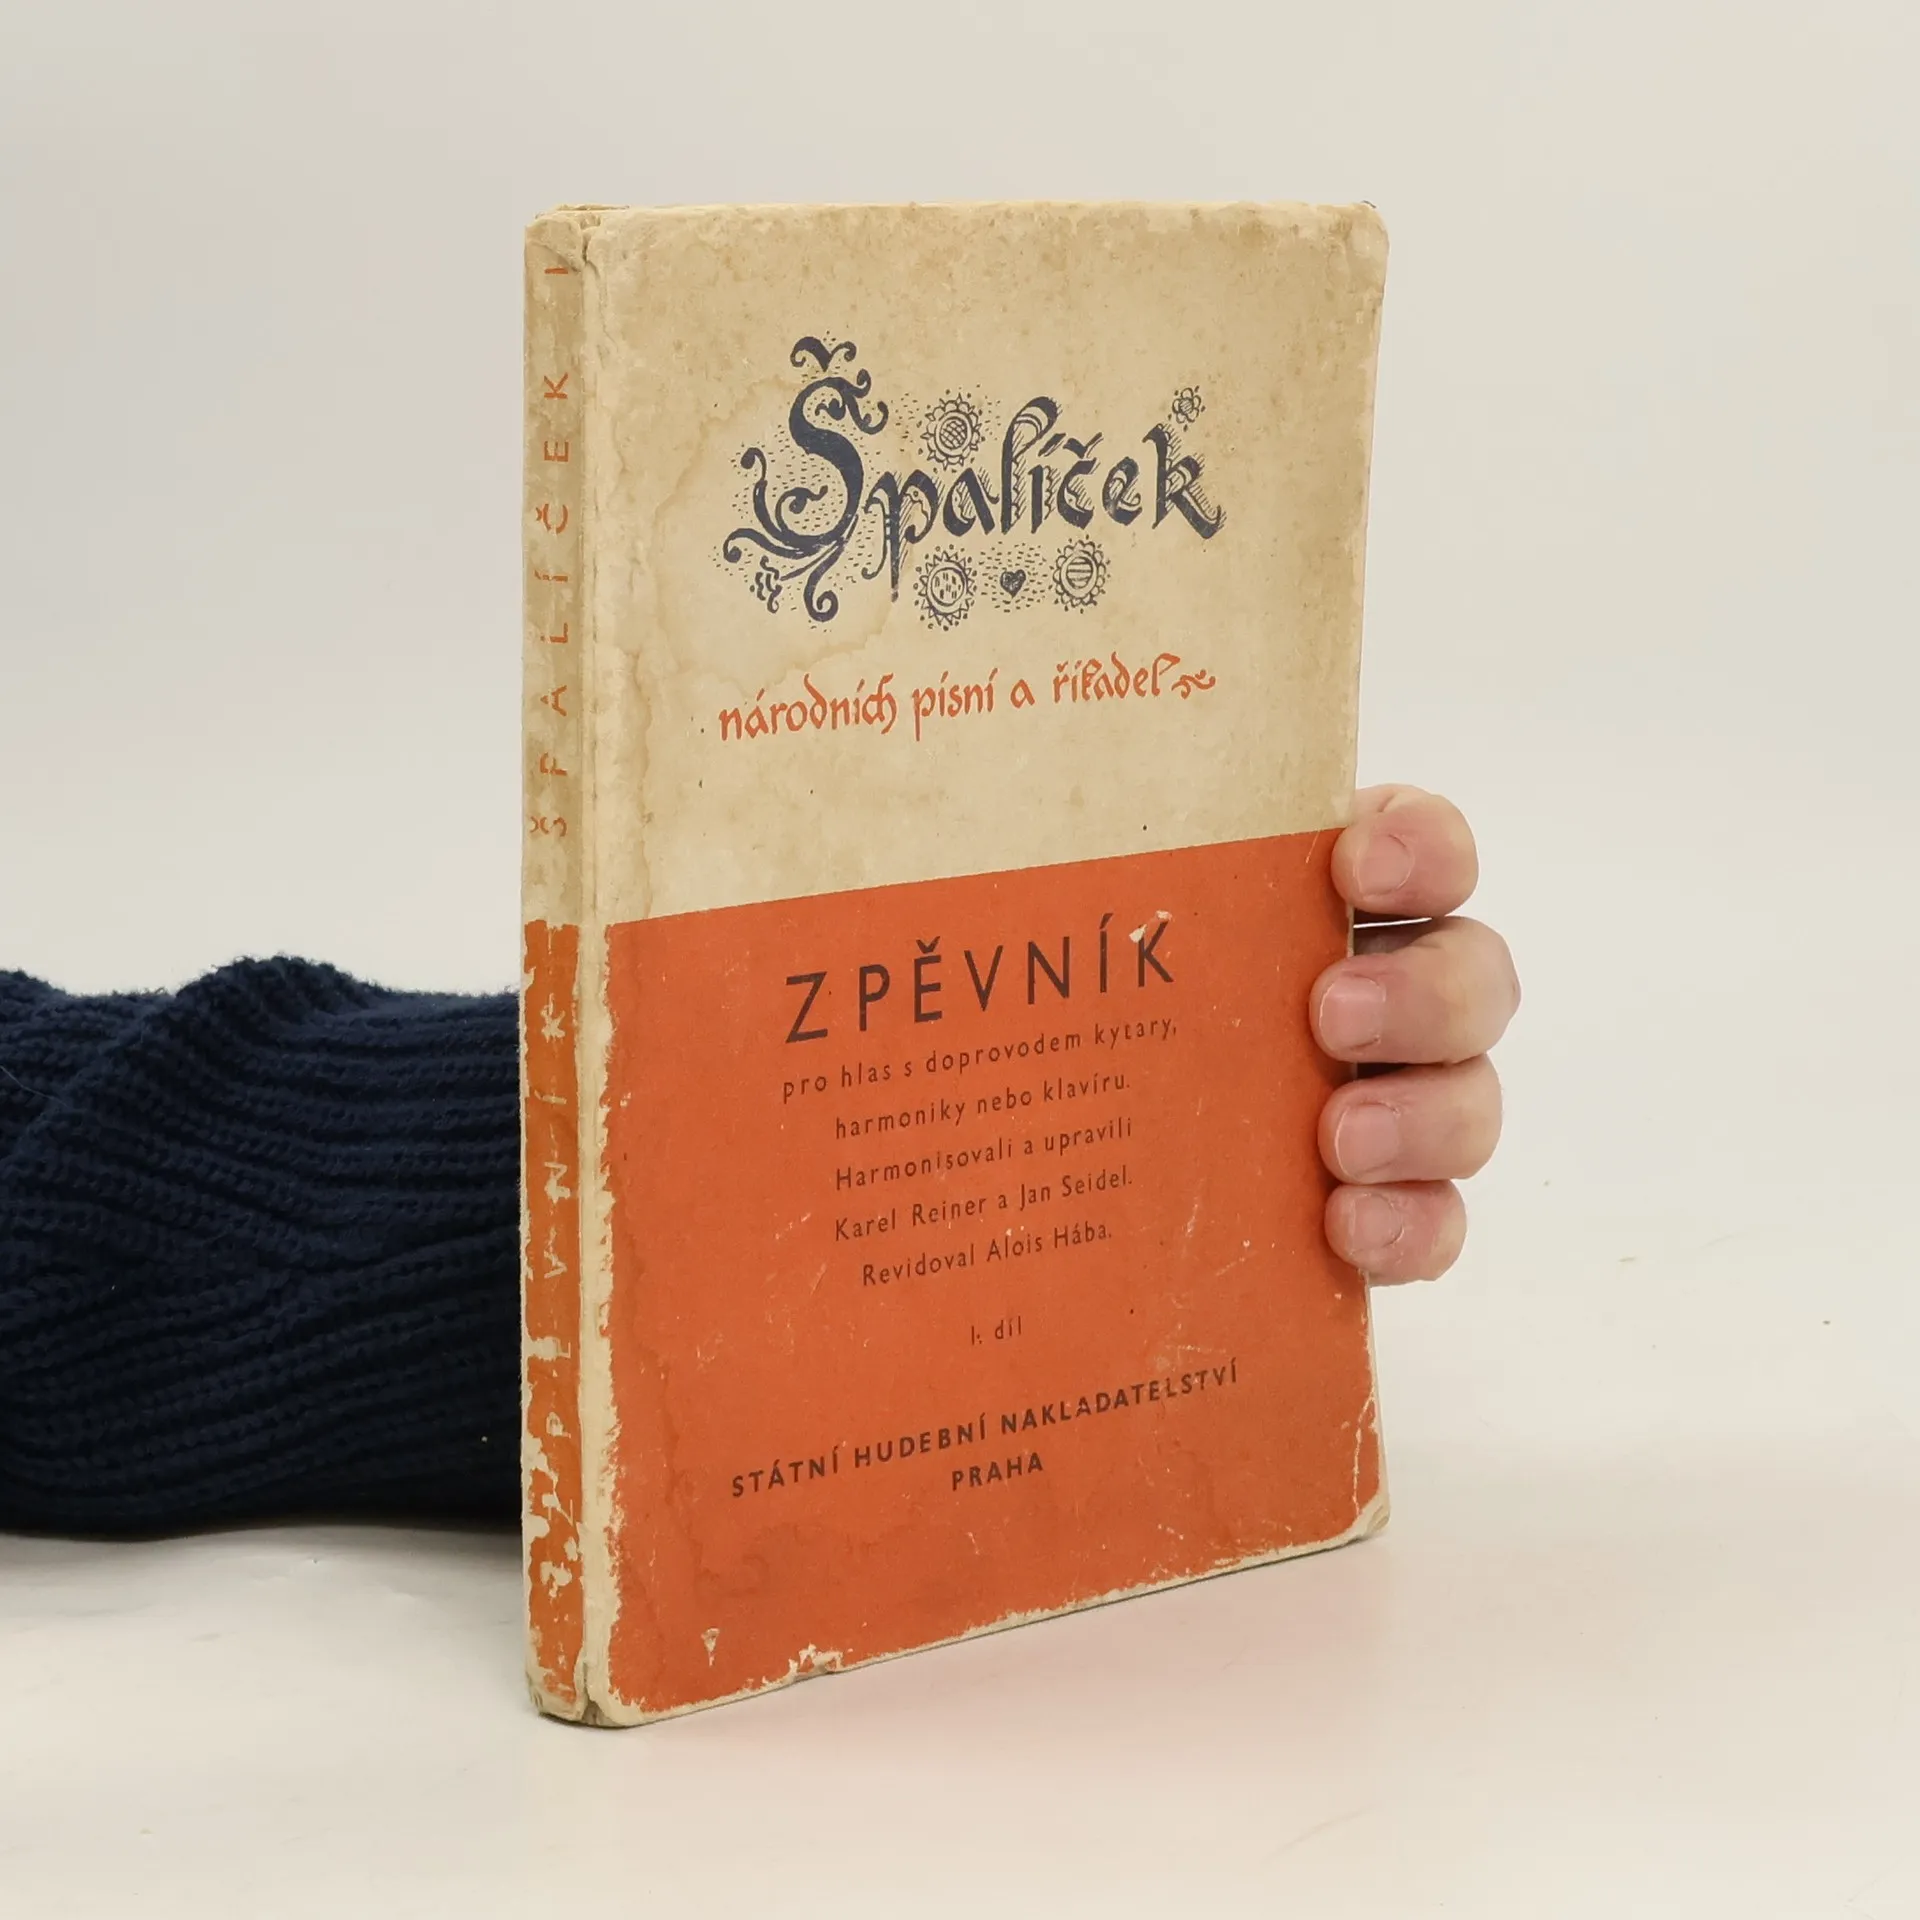 ZPĚVNÍK ŠPALÍČEK I
Špalíček
národních písní a říkadel
ZPĚVNÍK
pro hlas s doprovodem kytary,
harmoniky nebo klavíru.
Harmonisovali a upravili
Karel Reiner a Jan Seidel.
Revidoval Alois Hába.
I. díl
STÁTNÍ HUDEBNÍ NAKLADATELSTVÍ
PRAHA